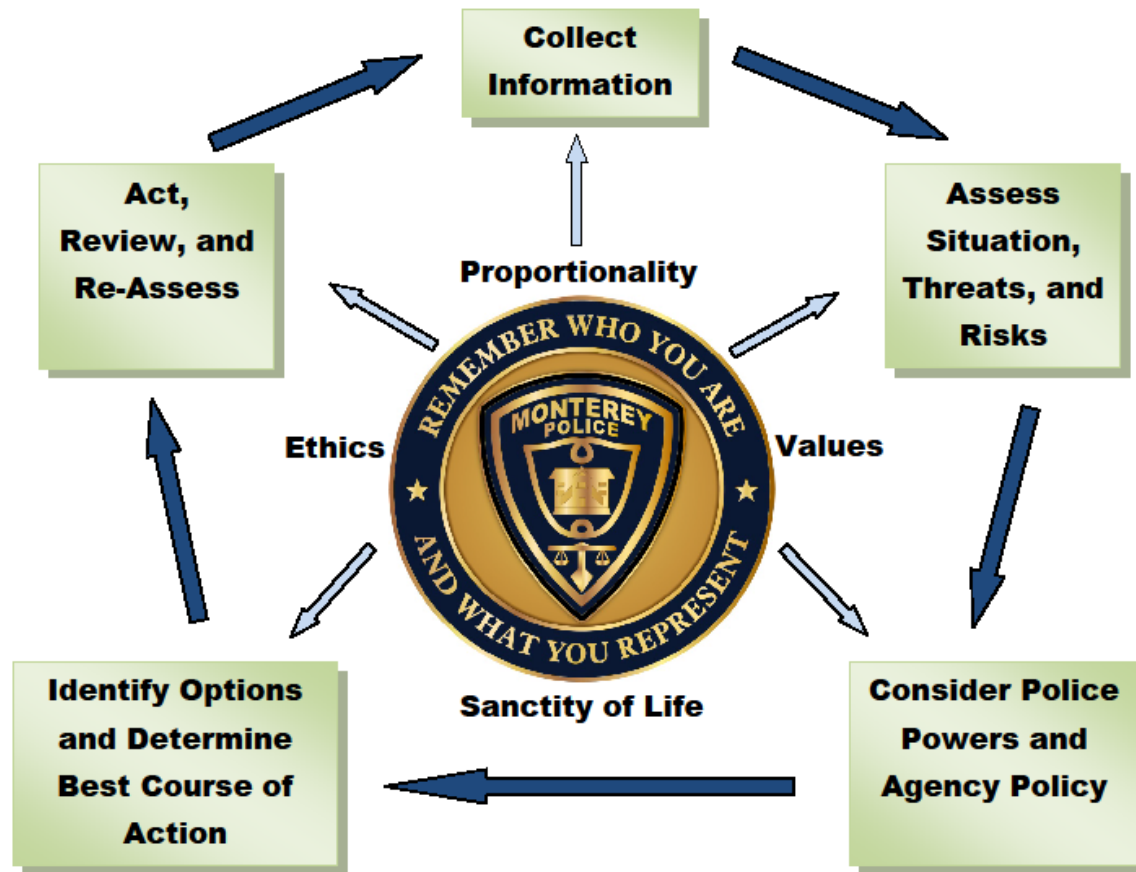 Collect
Information
Act,
Review, and
Re-Assess
Assess
Situation,
Threats, and
Risks
Proportionality
REMEMBER WHO YOU ARE
MONTEREY
POLICE
Ethics
Values
AND WHAT YOU REPRESENT
Sanctity of Life
Identify Options
and Determine
Best Course of
Action
Consider Police
Powers and
Agency Policy